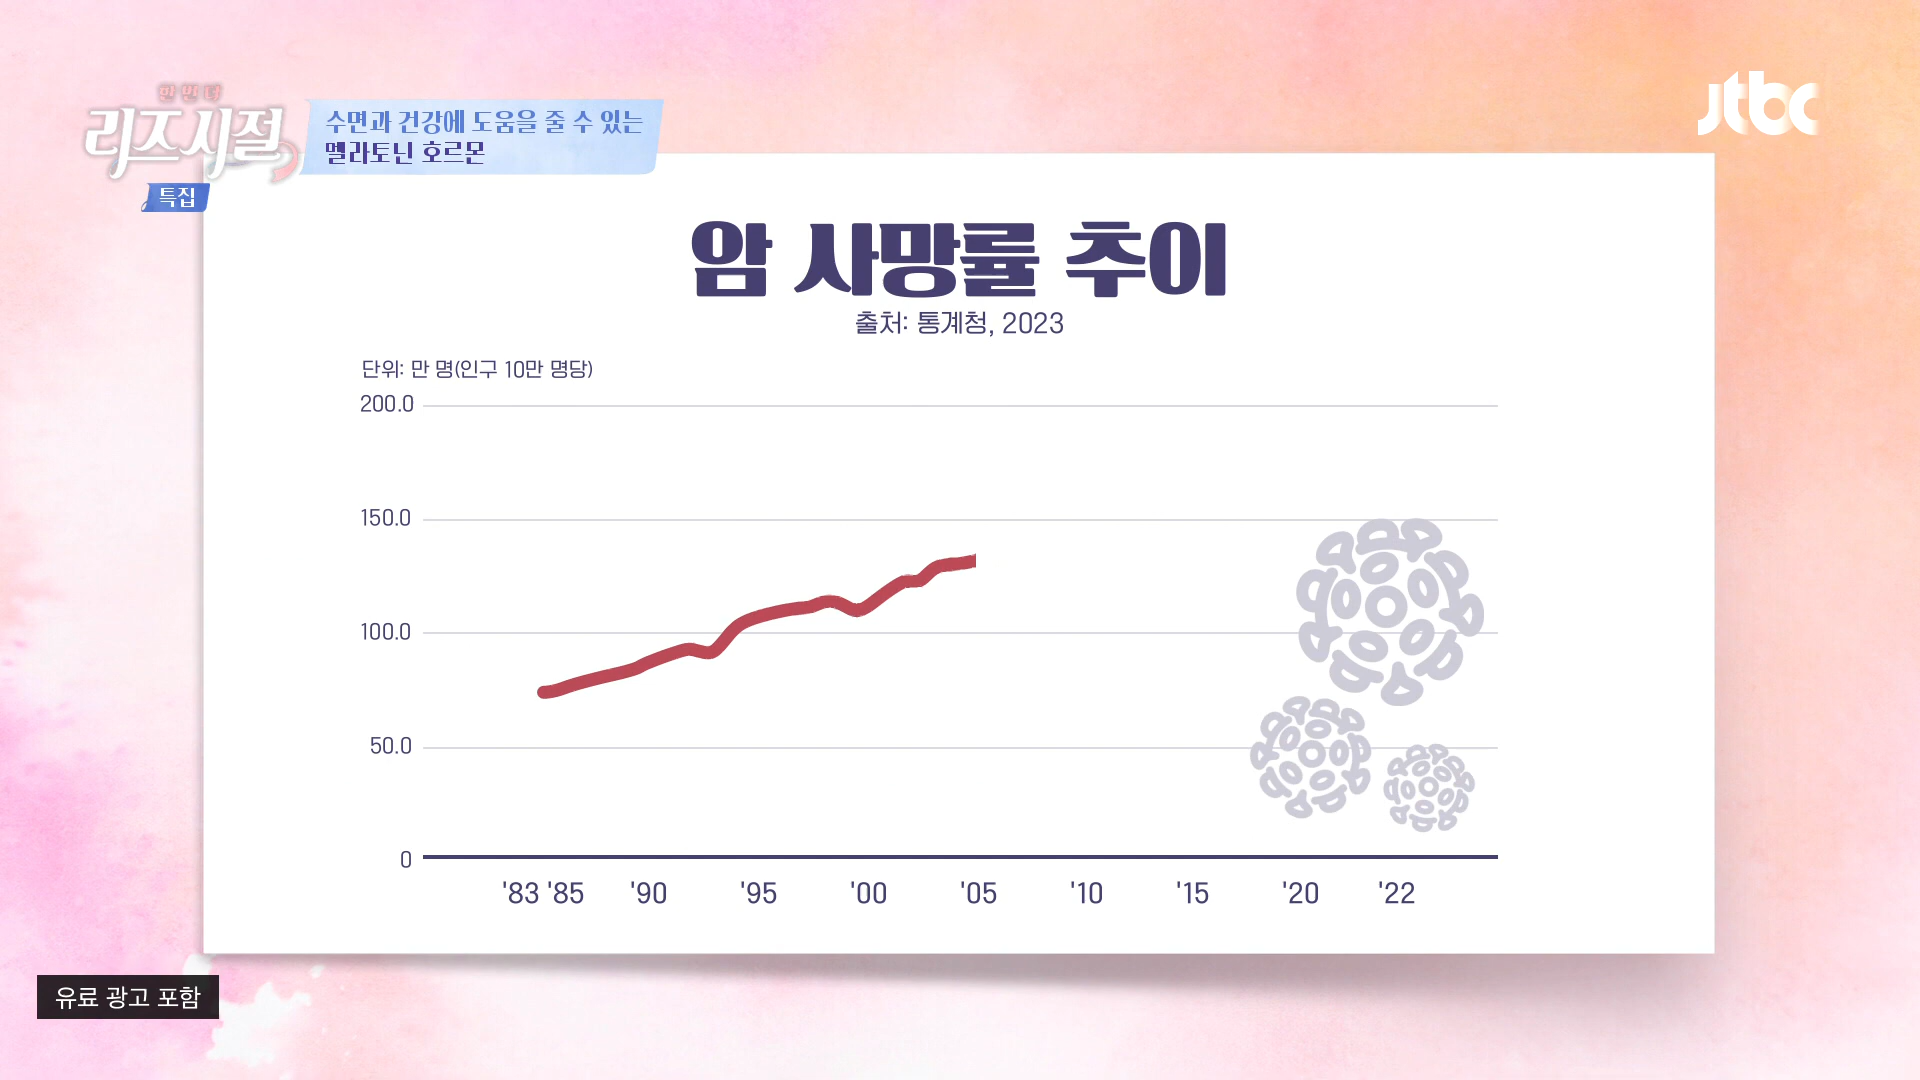 한 번 더
리즈시절
특집
수면과 건강에 도움을 줄 수 있는
멜라토닌 호르몬
jtbc
암 사망률 추이
출처: 통계청, 2023
단위: 만 명(인구 10만 명당)
200.0
150.0
100.0
50.0
0
'83 '85 '90 '95 '00 '05 '10 '15 '20 '22
유료 광고 포함